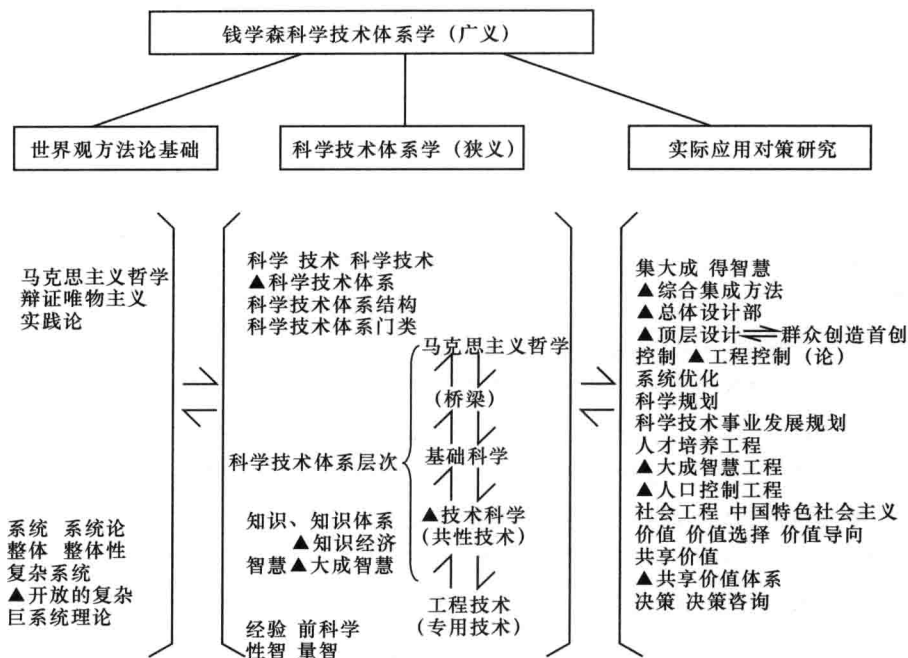 钱学森科学技术体系学（广义）
世界观方法论基础
科学技术体系学（狭义）
实际应用对策研究
马克思主义哲学
辩证唯物主义
实践论
系统 系统论
整体 整体性
复杂系统
▲开放的复杂
巨系统理论
科学 技术 科学技术
▲科学技术体系
科学技术体系结构
科学技术体系门类
科学技术体系层次
马克思主义哲学
(桥梁)
基础科学
▲技术科学
(共性技术)
工程技术
(专用技术)
知识、知识体系
▲知识经济
智慧▲大成智慧
经验 前科学
性智 量智
集大成 得智慧
▲综合集成方法
▲总体设计部
▲顶层设计⇌群众创造首创
控制 ▲工程控制（论）
系统优化
科学规划
科学技术事业发展规划
人才培养工程
▲大成智慧工程
▲人口控制工程
社会工程 中国特色社会主义
价值 价值选择 价值导向
共享价值
▲共享价值体系
决策 决策咨询